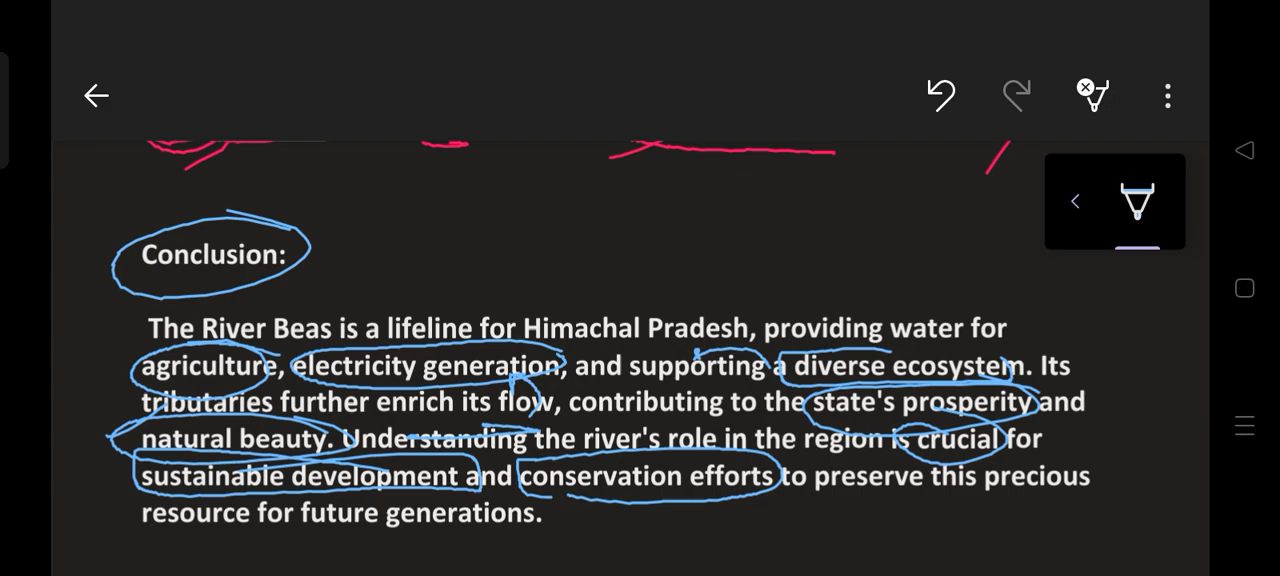 Conclusion:
The River Beas is a lifeline for Himachal Pradesh, providing water for
agriculture, electricity generation, and supporting a diverse ecosystem. Its
tributaries further enrich its flow, contributing to the state's prosperity and
natural beauty. Understanding the river's role in the region is crucial for
sustainable development and conservation efforts to preserve this precious
resource for future generations.